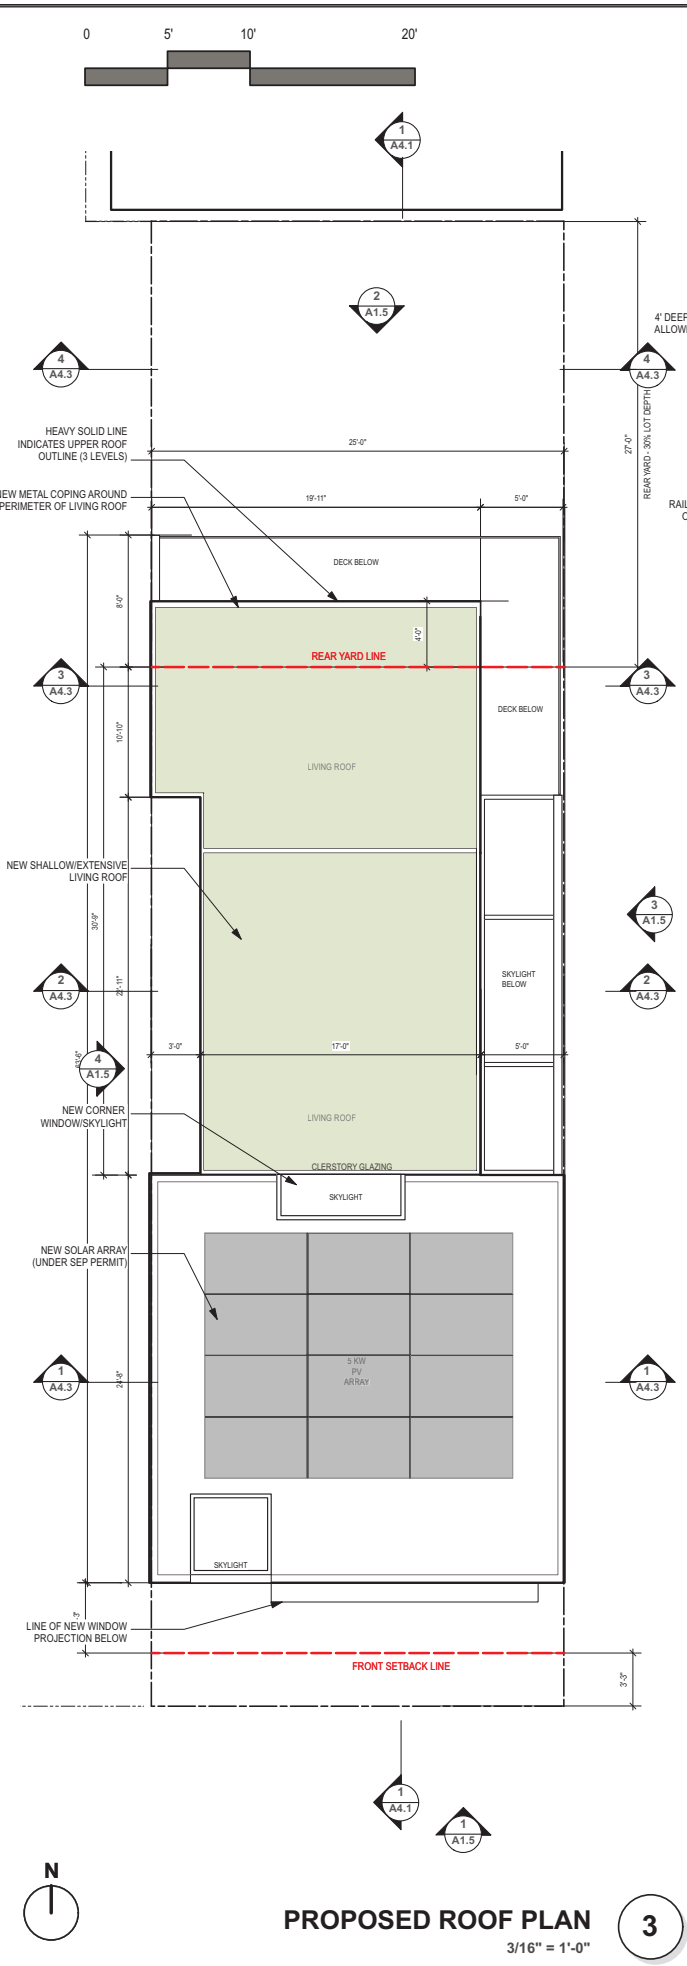 0 5' 10' 20'
1
A4.1
2
A1.5
4' DEEP
4
A4.3
4
A4.3
HEAVY SOLID LINE
INDICATES UPPER ROOF
OUTLINE (3 LEVELS)
25'-0"
27'-0"
REAR YARD - 30% LOT DEPTH
NEW METAL COPING AROUND
PERIMETER OF LIVING ROOF
19'-11"
5'-0"
DECK BELOW
8'-0"
4'-0"
REAR YARD LINE
3
A4.3
3
A4.3
DECK BELOW
10'-10"
LIVING ROOF
NEW SHALLOW/EXTENSIVE
LIVING ROOF
30'-9"
3
A1.5
22'-11"
2
A4.3
SKYLIGHT
BELOW
2
A4.3
3'-0"
17'-0"
5'-0"
4
A1.5
NEW CORNER
WINDOW/SKYLIGHT
LIVING ROOF
CLERSTORY GLAZING
SKYLIGHT
NEW SOLAR ARRAY
(UNDER SEP PERMIT)
5 KW
PV
ARRAY
1
A4.3
24'-8"
1
A4.3
SKYLIGHT
LINE OF NEW WINDOW
PROJECTION BELOW
FRONT SETBACK LINE
3'-3"
1
A4.1
1
A1.5
N
PROPOSED ROOF PLAN
3
3/16" = 1'-0"